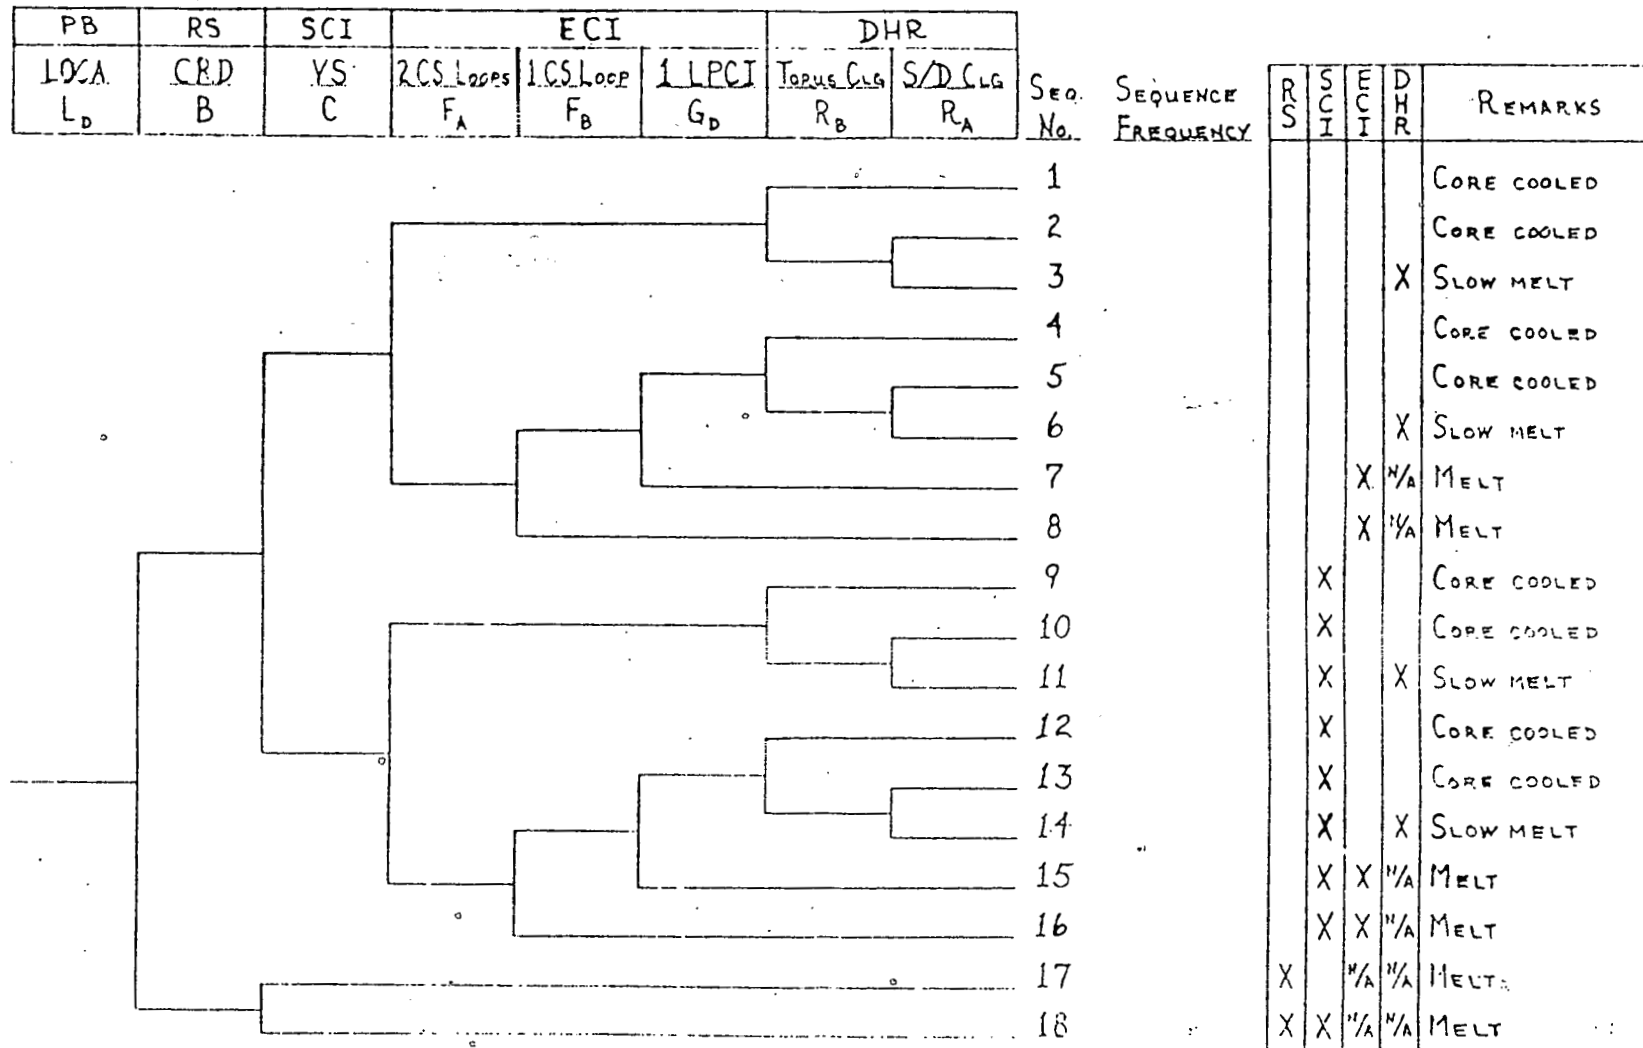 PB RS SCI ECI DHR
LOCA CRD VS 2 CS Loops 1 CS Loop 1 LPCI Torus Clg S/D Clg Seq. Sequence RS SCI ECI DHR Remarks
L_D B C F_A F_B G_D R_B R_A No. Frequency
1 Core cooled
2 Core cooled
3 X Slow melt
4 Core cooled
5 Core cooled
6 X Slow melt
7 X N/A Melt
8 X N/A Melt
9 X Core cooled
10 X Core cooled
11 X X Slow melt
12 X Core cooled
13 X Core cooled
14 X X Slow melt
15 X X N/A Melt
16 X X N/A Melt
17 X N/A N/A Melt
18 X X N/A N/A Melt